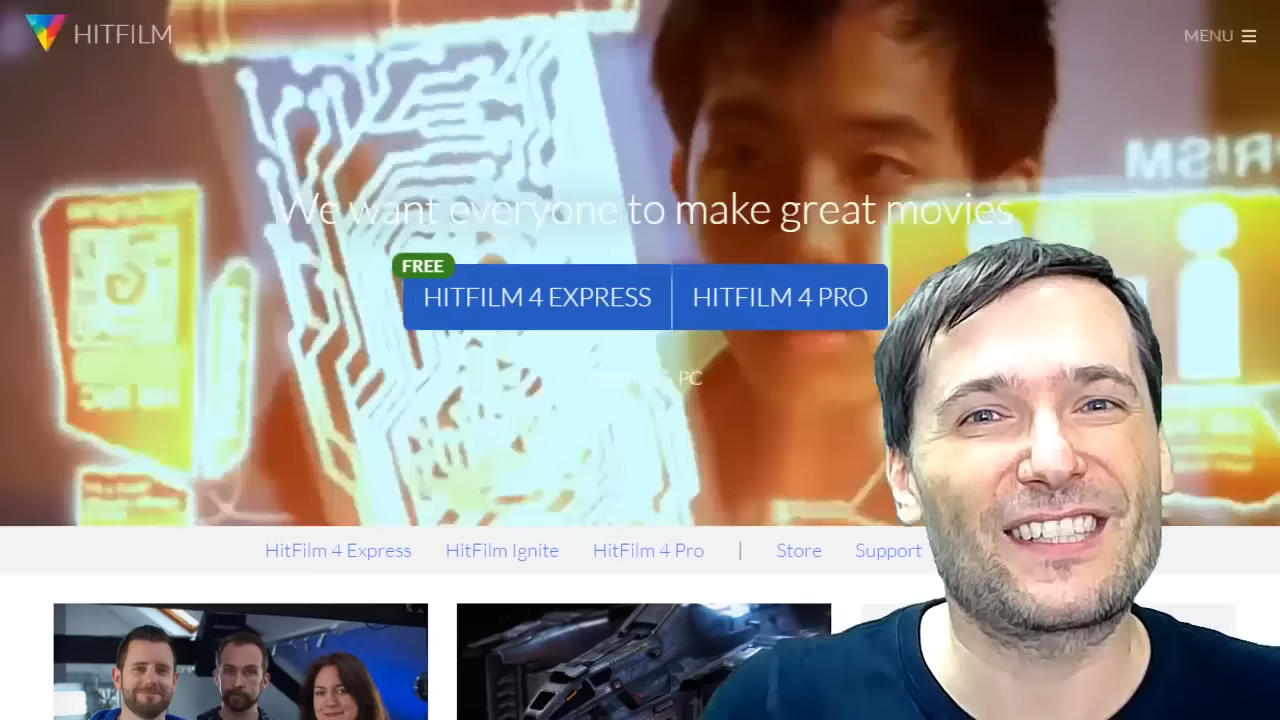 HITFILM
MENU
We want everyone to make great movies
FREE
HITFILM 4 EXPRESS
HITFILM 4 PRO
PC
HitFilm 4 Express HitFilm Ignite HitFilm 4 Pro | Store Support